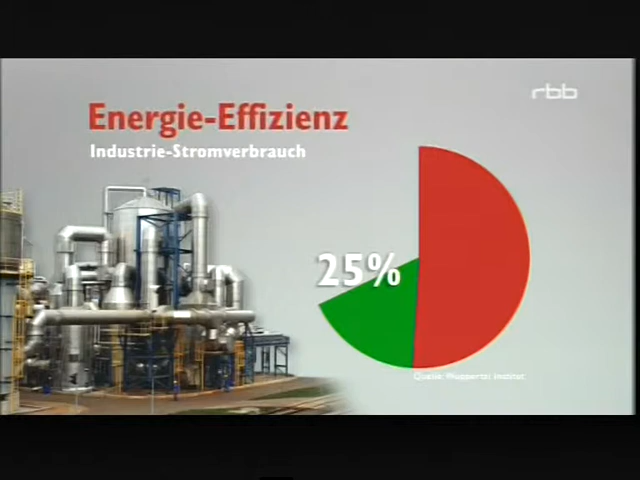 rbb
Energie-Effizienz
Industrie-Stromverbrauch
25%
Quelle: Wuppertal Institut